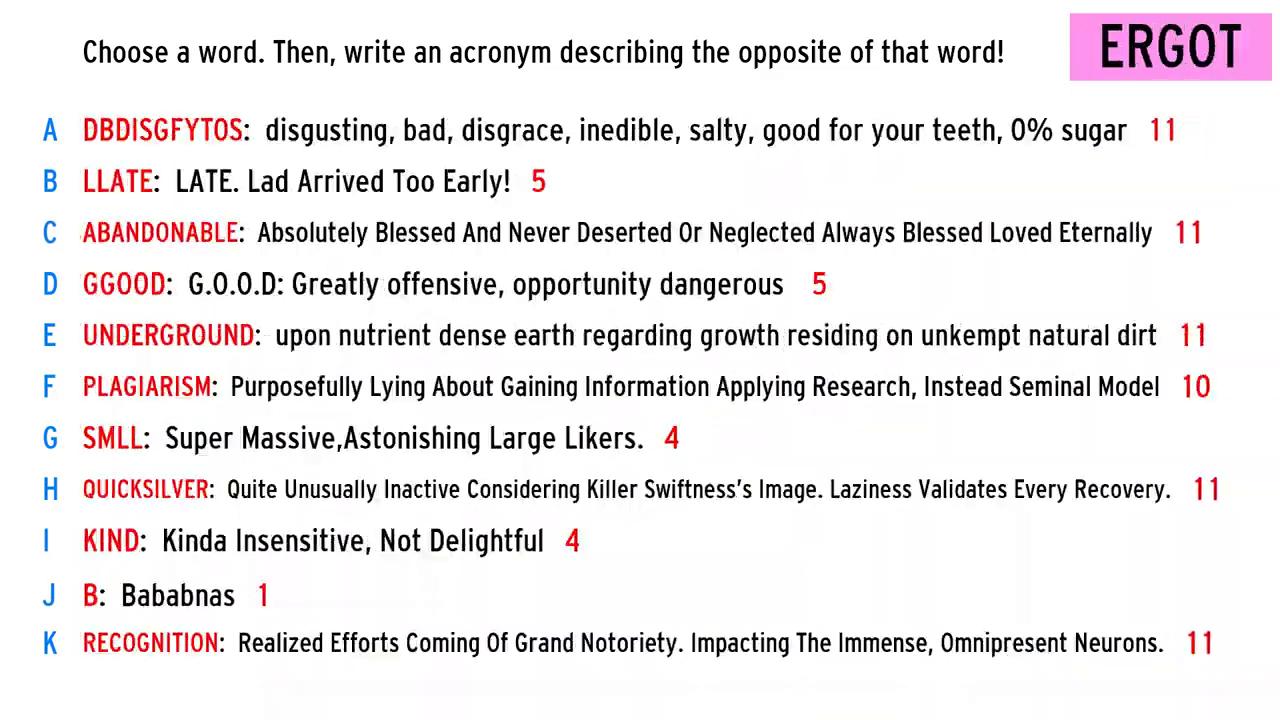 Choose a word. Then, write an acronym describing the opposite of that word!
ERGOT
A DBDISGFYTOS: disgusting, bad, disgrace, inedible, salty, good for your teeth, 0% sugar 11
B LLATE: LATE. Lad Arrived Too Early! 5
C ABANDONABLE: Absolutely Blessed And Never Deserted Or Neglected Always Blessed Loved Eternally 11
D GGOOD: G.O.O.D: Greatly offensive, opportunity dangerous 5
E UNDERGROUND: upon nutrient dense earth regarding growth residing on unkempt natural dirt 11
F PLAGIARISM: Purposefully Lying About Gaining Information Applying Research, Instead Seminal Model 10
G SMLL: Super Massive,Astonishing Large Likers. 4
H QUICKSILVER: Quite Unusually Inactive Considering Killer Swiftness's Image. Laziness Validates Every Recovery. 11
I KIND: Kinda Insensitive, Not Delightful 4
J B: Bababnas 1
K RECOGNITION: Realized Efforts Coming Of Grand Notoriety. Impacting The Immense, Omnipresent Neurons. 11